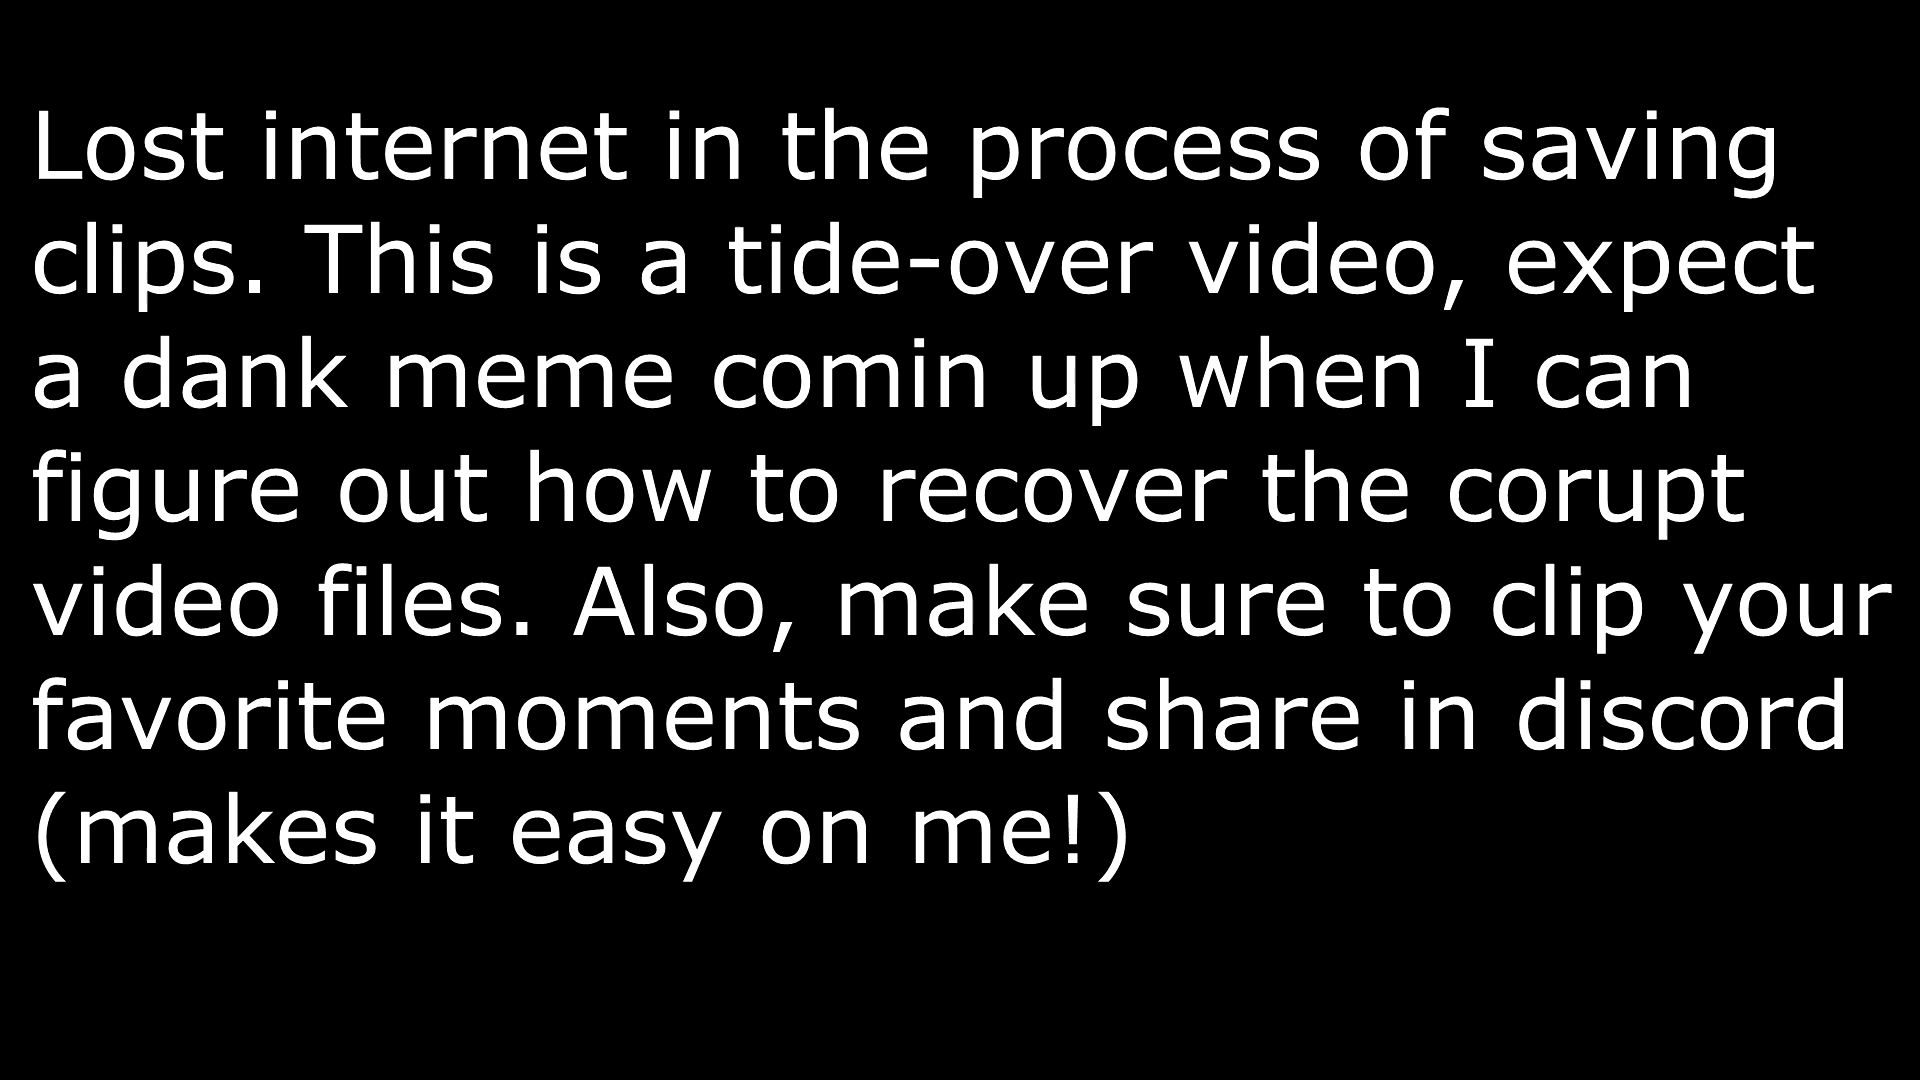 Lost internet in the process of saving
clips. This is a tide-over video, expect
a dank meme comin up when I can
figure out how to recover the corupt
video files. Also, make sure to clip your
favorite moments and share in discord
(makes it easy on me!)